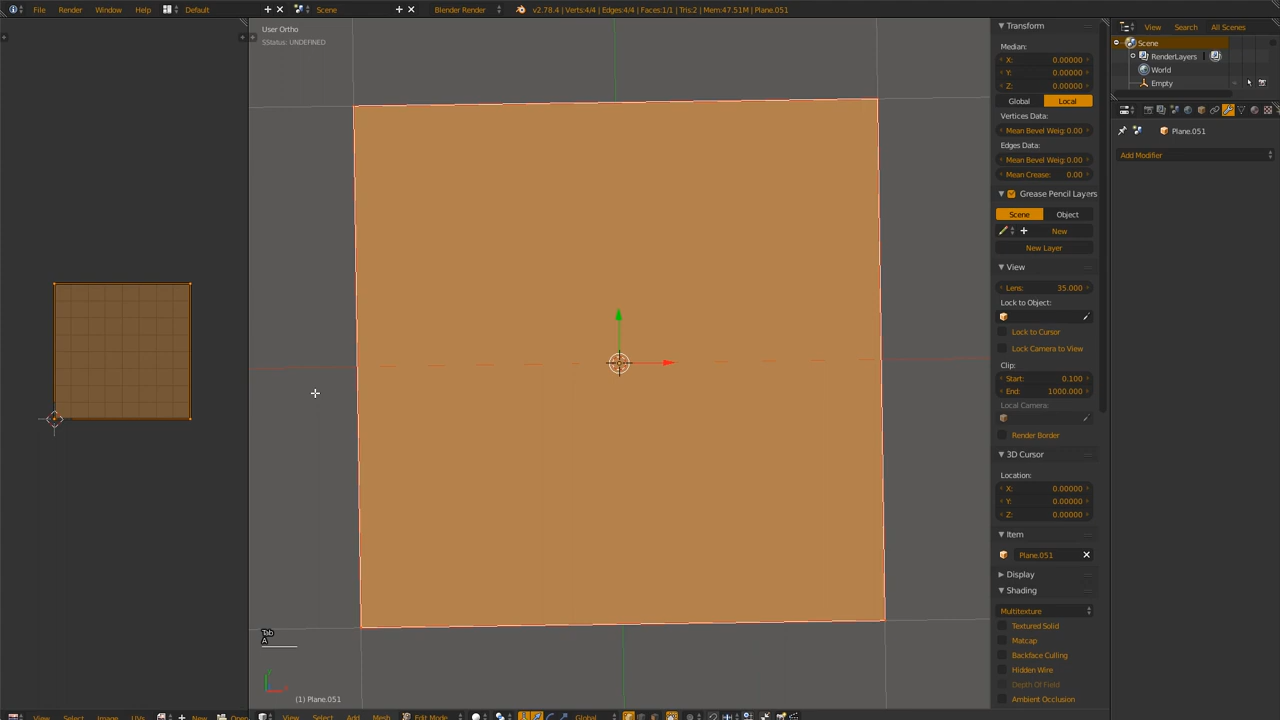 File Render Window Help Default Scene Blender Render v2.78.4 | Verts:4/4 | Edges:4/4 | Faces:1/1 | Tris:2 | Mem:47.51M | Plane.051
User Ortho
SStatus: UNDEFINED
Tab
A
(1) Plane.051
View Select Image UVs New Open
View Select Add Mesh Edit Mode Global
Transform
Median:
X: 0.00000
Y: 0.00000
Z: 0.00000
Global Local
Vertices Data:
Mean Bevel Weig: 0.00
Edges Data:
Mean Bevel Weig: 0.00
Mean Crease: 0.00
Grease Pencil Layers
Scene Object
New
New Layer
View
Lens: 35.000
Lock to Object:
Lock to Cursor
Lock Camera to View
Clip:
Start: 0.100
End: 1000.000
Local Camera:
Render Border
3D Cursor
Location:
X: 0.00000
Y: 0.00000
Z: 0.00000
Item
Plane.051
Display
Shading
Multitexture
Textured Solid
Matcap
Backface Culling
Hidden Wire
Depth Of Field
Ambient Occlusion
View Search All Scenes
Scene
RenderLayers
World
Empty
Plane.051
Add Modifier